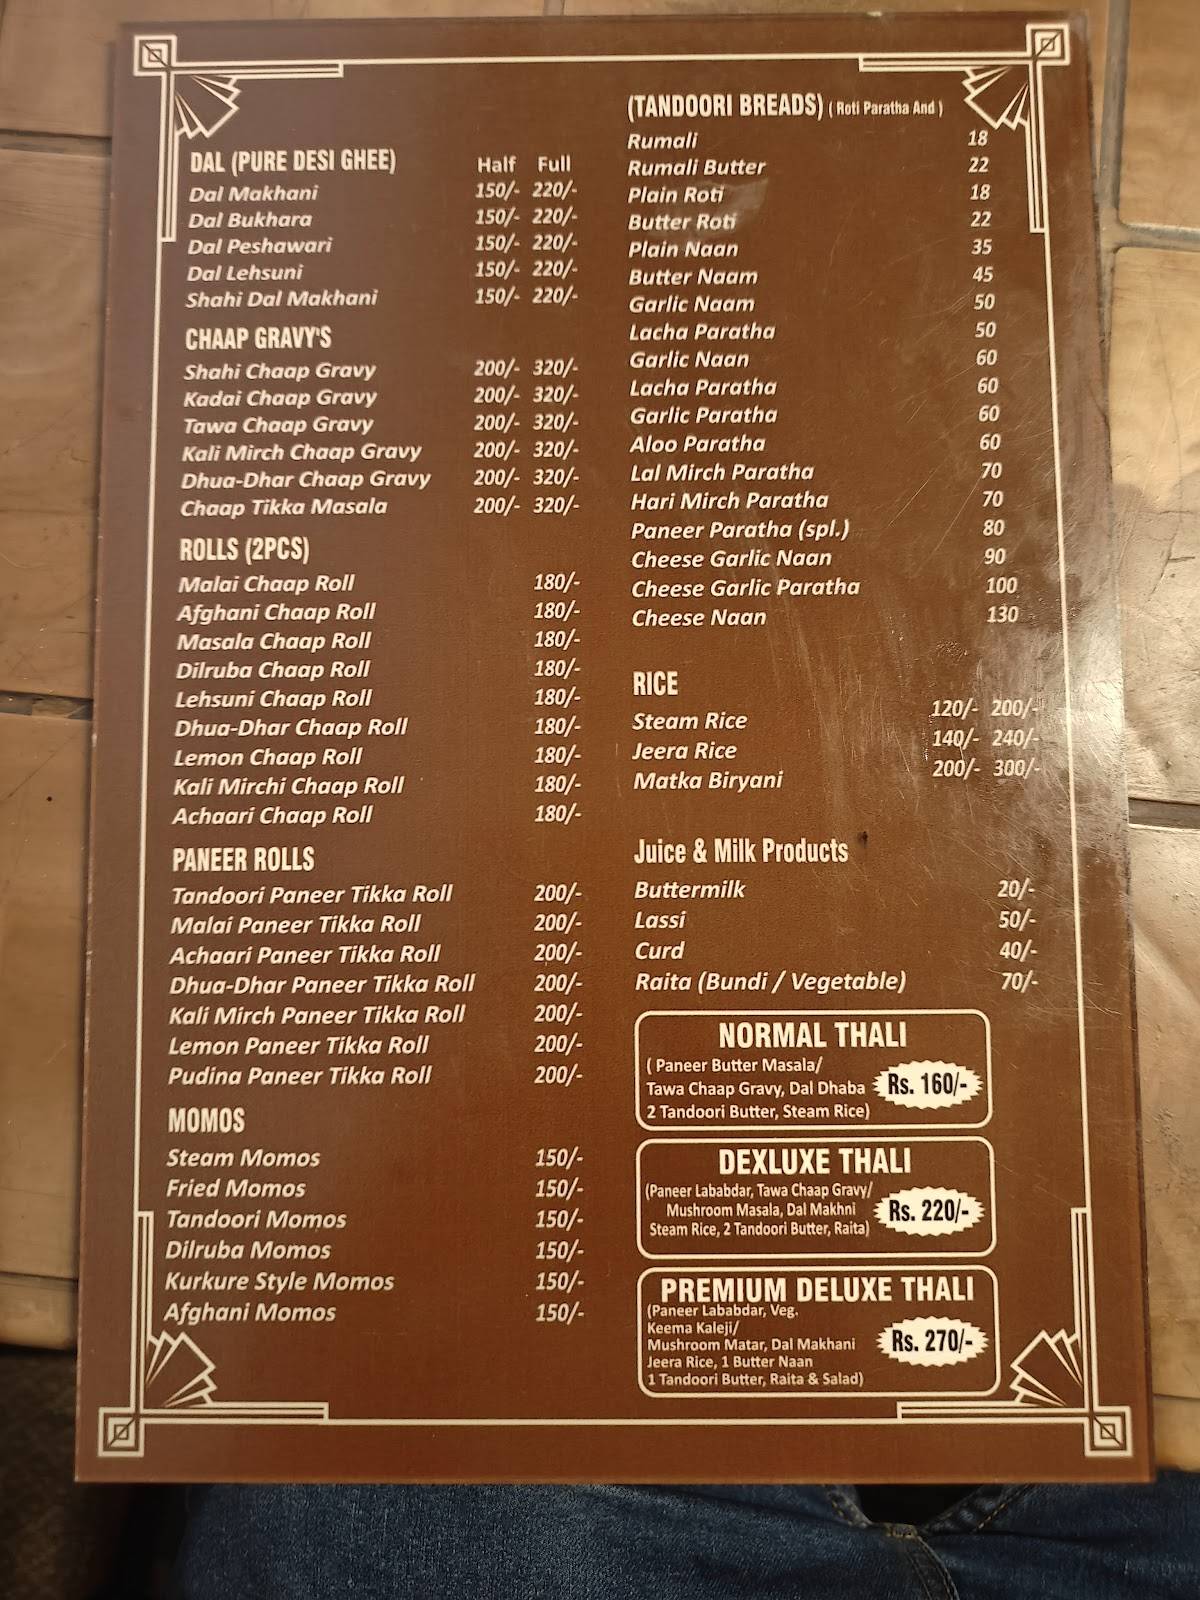 DAL (PURE DESI GHEE) Half Full
Dal Makhani 150/- 220/-
Dal Bukhara 150/- 220/-
Dal Peshawari 150/- 220/-
Dal Lehsuni 150/- 220/-
Shahi Dal Makhani 150/- 220/-
CHAAP GRAVY'S
Shahi Chaap Gravy 200/- 320/-
Kadai Chaap Gravy 200/- 320/-
Tawa Chaap Gravy 200/- 320/-
Kali Mirch Chaap Gravy 200/- 320/-
Dhua-Dhar Chaap Gravy 200/- 320/-
Chaap Tikka Masala 200/- 320/-
ROLLS (2PCS)
Malai Chaap Roll 180/-
Afghani Chaap Roll 180/-
Masala Chaap Roll 180/-
Dilruba Chaap Roll 180/-
Lehsuni Chaap Roll 180/-
Dhua-Dhar Chaap Roll 180/-
Lemon Chaap Roll 180/-
Kali Mirchi Chaap Roll 180/-
Achaari Chaap Roll 180/-
PANEER ROLLS
Tandoori Paneer Tikka Roll 200/-
Malai Paneer Tikka Roll 200/-
Achaari Paneer Tikka Roll 200/-
Dhua-Dhar Paneer Tikka Roll 200/-
Kali Mirch Paneer Tikka Roll 200/-
Lemon Paneer Tikka Roll 200/-
Pudina Paneer Tikka Roll 200/-
MOMOS
Steam Momos 150/-
Fried Momos 150/-
Tandoori Momos 150/-
Dilruba Momos 150/-
Kurkure Style Momos 150/-
Afghani Momos 150/-
(TANDOORI BREADS) ( Roti Paratha And )
Rumali 18
Rumali Butter 22
Plain Roti 18
Butter Roti 22
Plain Naan 35
Butter Naam 45
Garlic Naam 50
Lacha Paratha 50
Garlic Naan 60
Lacha Paratha 60
Garlic Paratha 60
Aloo Paratha 60
Lal Mirch Paratha 70
Hari Mirch Paratha 70
Paneer Paratha (spl.) 80
Cheese Garlic Naan 90
Cheese Garlic Paratha 100
Cheese Naan 130
RICE
Steam Rice 120/- 200/-
Jeera Rice 140/- 240/-
Matka Biryani 200/- 300/-
Juice & Milk Products
Buttermilk 20/-
Lassi 50/-
Curd 40/-
Raita (Bundi / Vegetable) 70/-
NORMAL THALI
( Paneer Butter Masala/
Tawa Chaap Gravy, Dal Dhaba
2 Tandoori Butter, Steam Rice)
Rs. 160/-
DEXLUXE THALI
(Paneer Lababdar, Tawa Chaap Gravy/
Mushroom Masala, Dal Makhni
Steam Rice, 2 Tandoori Butter, Raita)
Rs. 220/-
PREMIUM DELUXE THALI
(Paneer Lababdar, Veg.
Keema Kaleji/
Mushroom Matar, Dal Makhani
Jeera Rice, 1 Butter Naan
1 Tandoori Butter, Raita & Salad)
Rs. 270/-